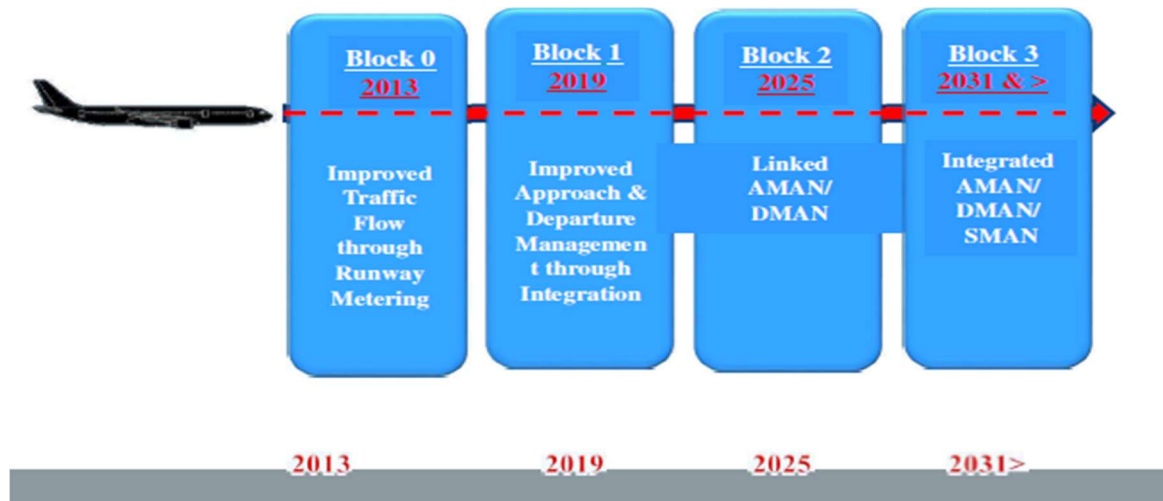 Block 0
2013
Improved
Traffic
Flow
through
Runway
Metering
Block 1
2019
Improved
Approach &
Departure
Managemen
t through
Integration
Block 2
2025
Linked
AMAN/
DMAN
Block 3
2031 & >
Integrated
AMAN/
DMAN/
SMAN
2013
2019
2025
2031>